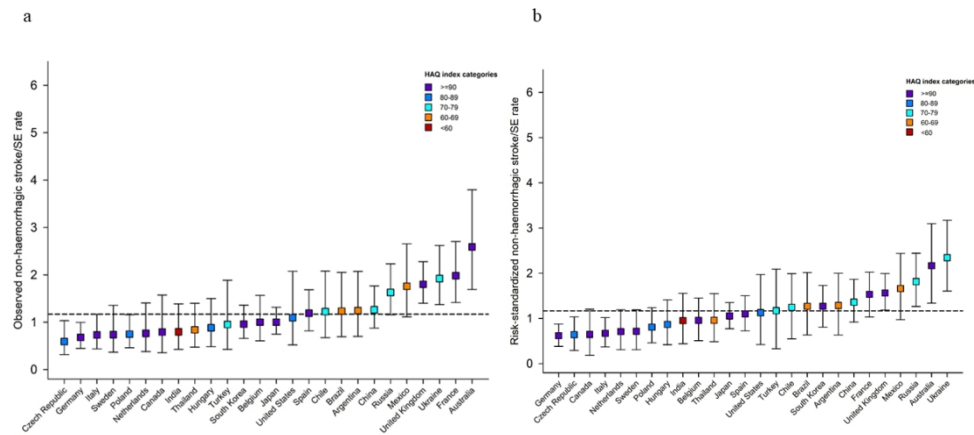 a
Observed non-haemorrhagic stroke/SE rate
6
5
4
3
2
1
0
HAQ index categories
>=90
80-89
70-79
60-69
<60
Czech Republic
Germany
Italy
Sweden
Poland
Netherlands
Canada
India
Thailand
Hungary
Turkey
South Korea
Belgium
Japan
United States
Spain
Chile
Brazil
Argentina
China
Russia
Mexico
United Kingdom
Ukraine
France
Australia
b
Risk-standardized non-haemorrhagic stroke/SE rate
6
5
4
3
2
1
0
HAQ index categories
>=90
80-89
70-79
60-69
<60
Germany
Czech Republic
Canada
Italy
Netherlands
Sweden
Poland
Hungary
India
Belgium
Thailand
Japan
Spain
United States
Turkey
Chile
Brazil
South Korea
Argentina
China
France
United Kingdom
Mexico
Russia
Australia
Ukraine